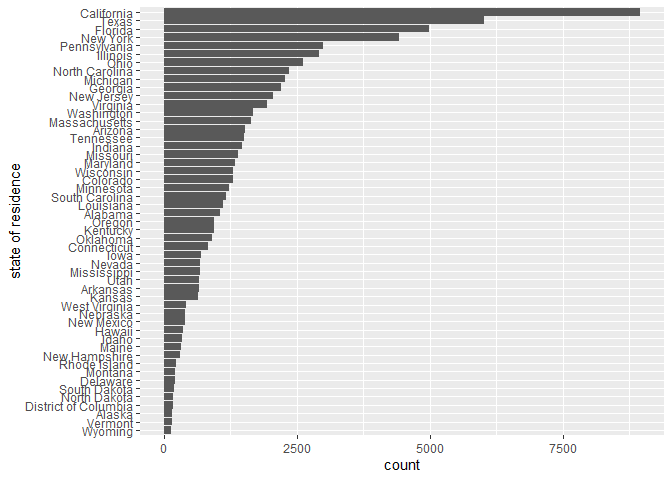 California
Texas
Florida
New York
Pennsylvania
Illinois
Ohio
North Carolina
Michigan
Georgia
New Jersey
Virginia
Washington
Massachusetts
Arizona
Tennessee
Indiana
Missouri
Maryland
Wisconsin
Colorado
Minnesota
South Carolina
Louisiana
Alabama
Oregon
Kentucky
Oklahoma
Connecticut
Iowa
Nevada
Mississippi
Utah
Arkansas
Kansas
West Virginia
Nebraska
New Mexico
Hawaii
Idaho
Maine
New Hampshire
Rhode Island
Montana
Delaware
South Dakota
North Dakota
District of Columbia
Alaska
Vermont
Wyoming
state of residence
0 2500 5000 7500
count